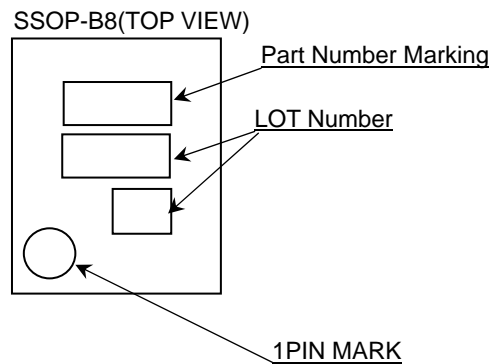 SSOP-B8(TOP VIEW)
Part Number Marking
LOT Number
1PIN MARK